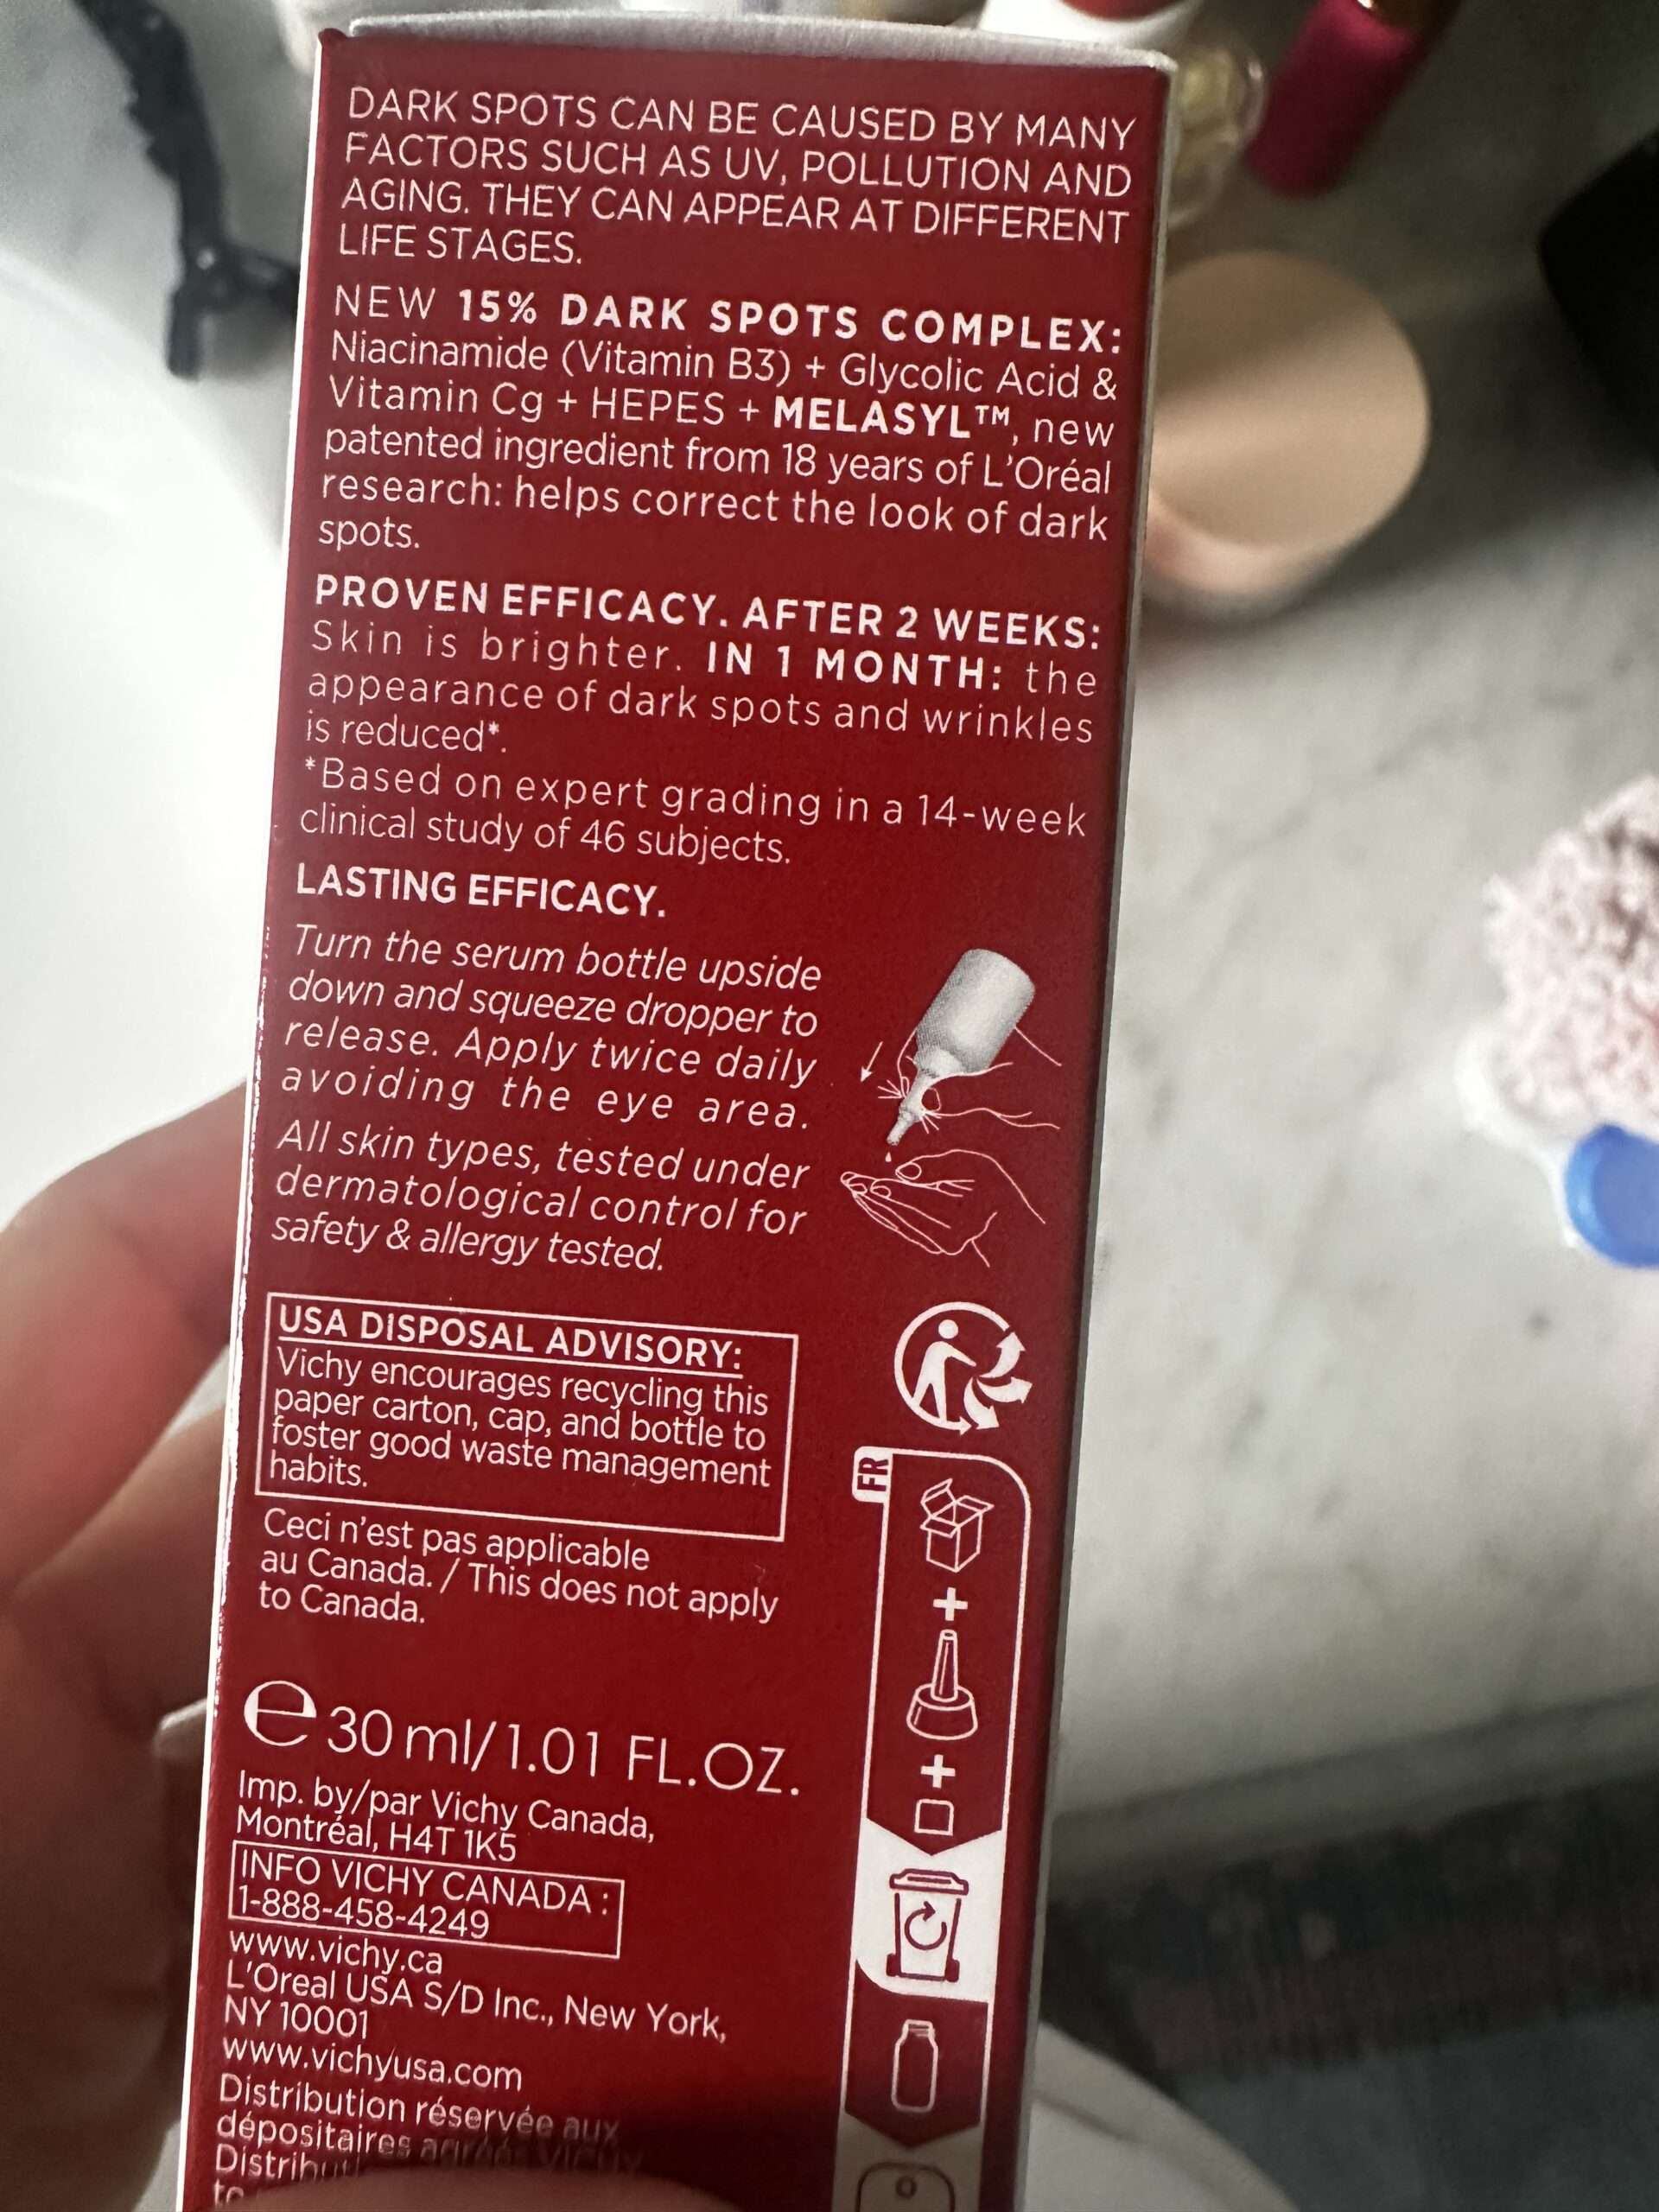 DARK SPOTS CAN BE CAUSED BY MANY
FACTORS SUCH AS UV, POLLUTION AND
AGING. THEY CAN APPEAR AT DIFFERENT
LIFE STAGES.
NEW 15% DARK SPOTS COMPLEX:
Niacinamide (Vitamin B3) + Glycolic Acid &
Vitamin Cg + HEPES + MELASYL™, new
patented ingredient from 18 years of L'Oréal
research: helps correct the look of dark
spots.
PROVEN EFFICACY. AFTER 2 WEEKS:
Skin is brighter. IN 1 MONTH: the
appearance of dark spots and wrinkles
is reduced*.
*Based on expert grading in a 14-week
clinical study of 46 subjects.
LASTING EFFICACY.
Turn the serum bottle upside
down and squeeze dropper to
release. Apply twice daily
avoiding the eye area.
All skin types, tested under
dermatological control for
safety & allergy tested.
USA DISPOSAL ADVISORY:
Vichy encourages recycling this
paper carton, cap, and bottle to
foster good waste management
habits.
FR
Ceci n'est pas applicable
au Canada. / This does not apply
to Canada.
e 30 ml/1.01 FL.OZ.
Imp. by/par Vichy Canada,
Montréal, H4T 1K5
INFO VICHY CANADA :
1-888-458-4249
www.vichy.ca
L'Oreal USA S/D Inc., New York,
NY 10001
www.vichyusa.com
Distribution réservée aux
dépositaires agréés Vichy